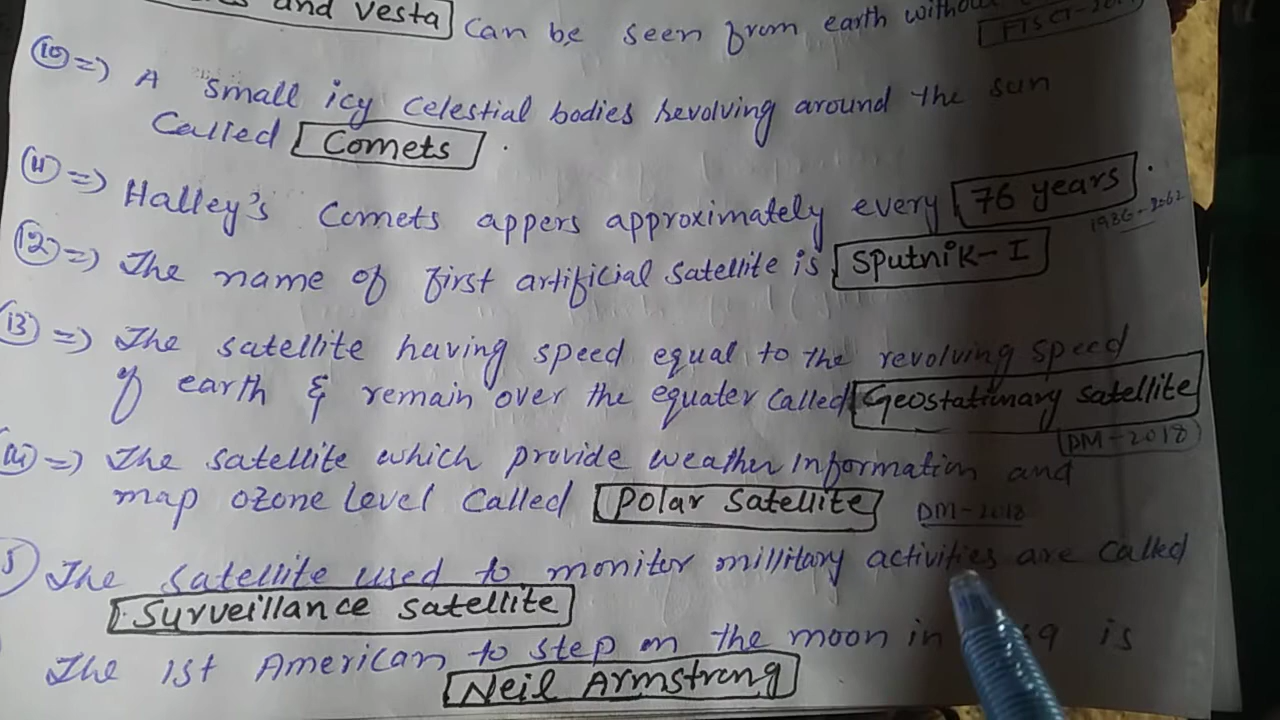 and Vesta can be seen from earth without
(10) => A small icy celestial bodies revolving around the sun
Called Comets .
(11) => Halley's Comets appers approximately every 76 years .
1986-2062
(12) => The name of first artificial satellite is Sputnik-I
(13) => The satellite having speed equal to the revolving speed
of earth & remain over the equater called Geostationary satellite
DM-2018
(14) => The satellite which provide weather information and
map ozone level called Polar Satellite DM-2018
5) The satellite used to monitor millitary activities are called
Surveillance satellite
The 1st American to step on the moon in 69 is
Neil Armstrong